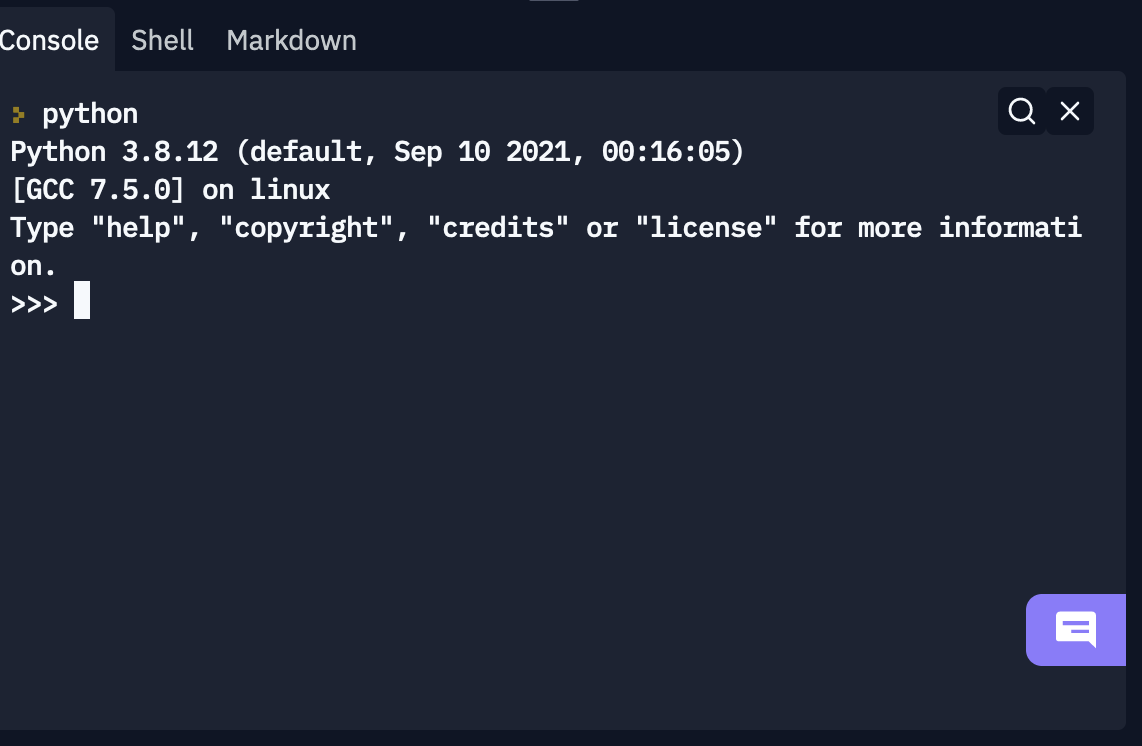 Console Shell Markdown
python
Python 3.8.12 (default, Sep 10 2021, 00:16:05)
[GCC 7.5.0] on linux
Type "help", "copyright", "credits" or "license" for more informati
on.
>>>